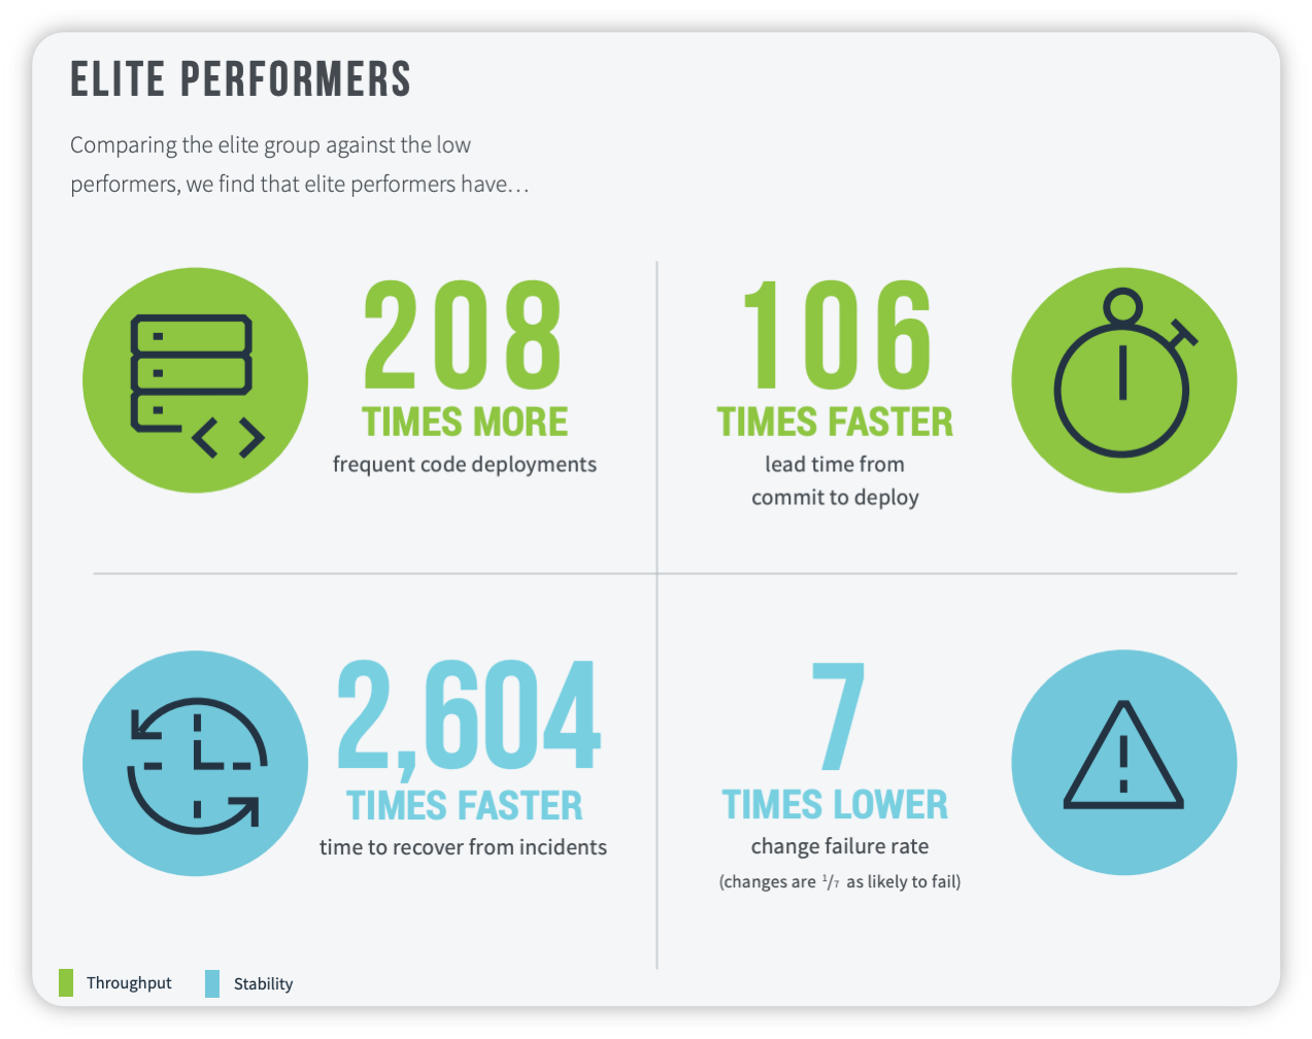 ELITE PERFORMERS
Comparing the elite group against the low
performers, we find that elite performers have…
208
TIMES MORE
frequent code deployments
106
TIMES FASTER
lead time from
commit to deploy
2,604
TIMES FASTER
time to recover from incidents
7
TIMES LOWER
change failure rate
(changes are 1/7 as likely to fail)
Throughput
Stability